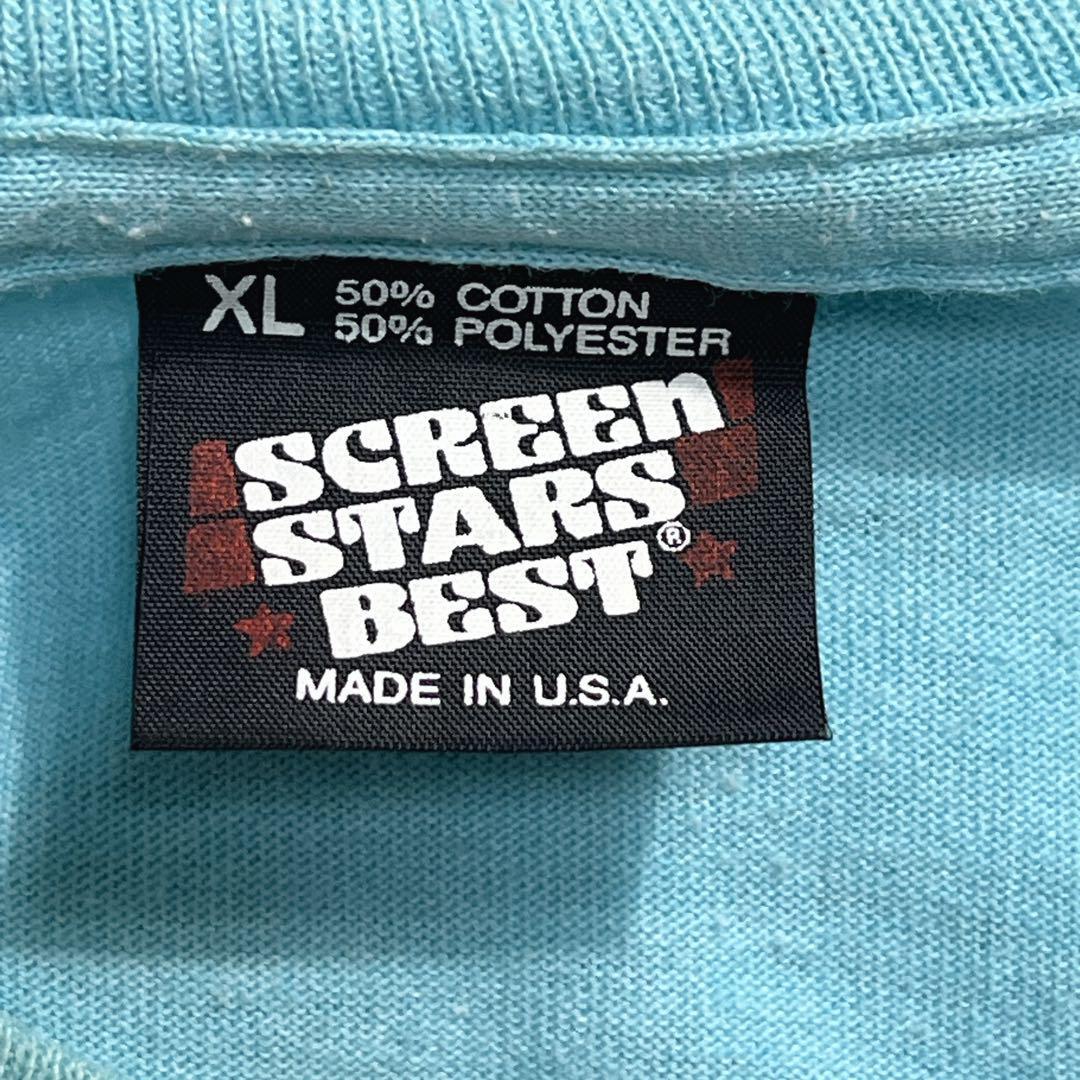 XL 50% COTTON
50% POLYESTER
SCREEN
STARS
BEST®
MADE IN U.S.A.